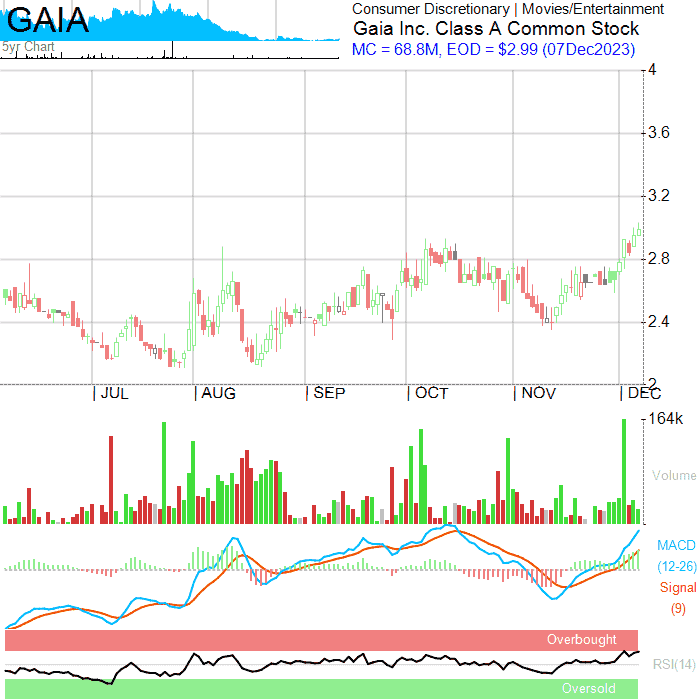 GAIA
5yr Chart
Consumer Discretionary | Movies/Entertainment
Gaia Inc. Class A Common Stock
MC = 68.8M, EOD = $2.99 (07Dec2023)
4
3.6
3.2
2.8
2.4
2
| JUL | AUG | SEP | OCT | NOV | DEC
164k
Volume
MACD
(12-26)
Signal
(9)
Overbought
RSI(14)
Oversold